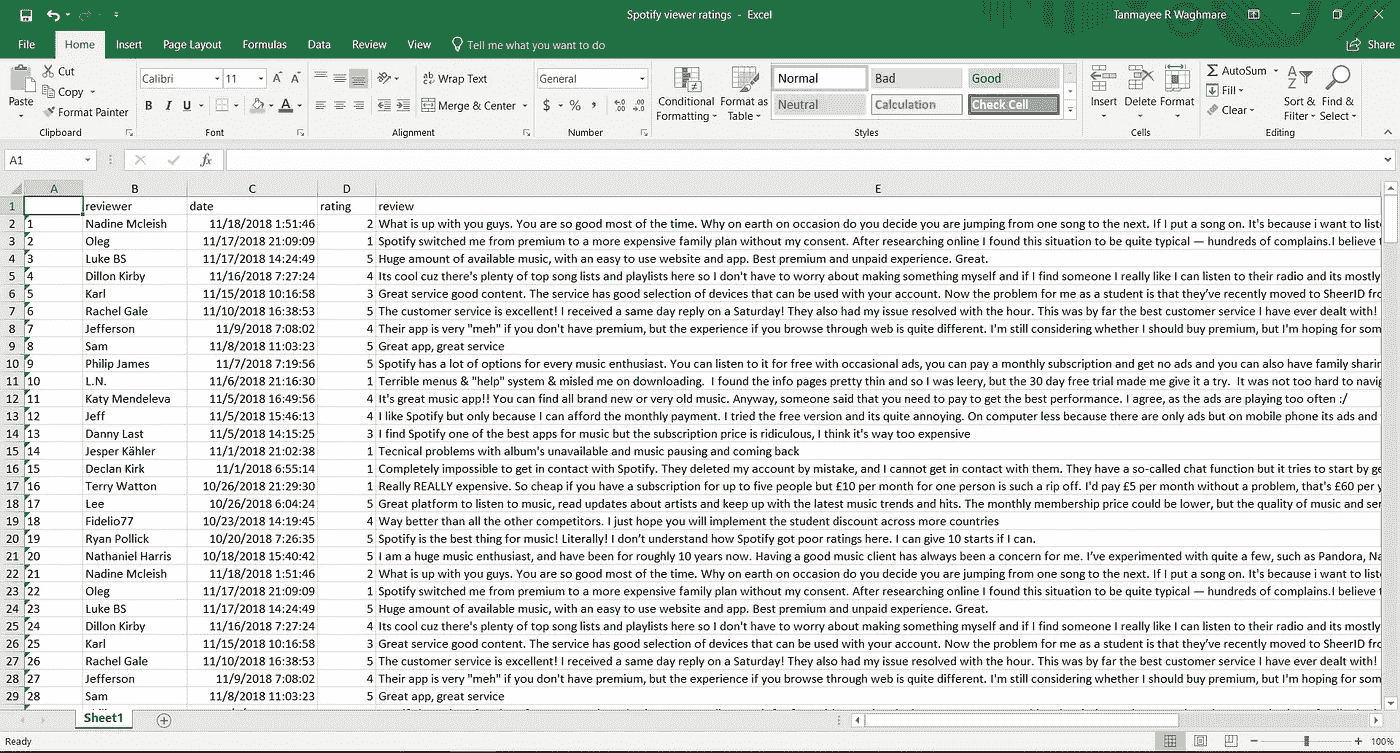 Spotify viewer ratings - Excel
Tanmayee R Waghmare
File Home Insert Page Layout Formulas Data Review View Tell me what you want to do Share
Paste Cut Copy Format Painter
Calibri 11 A A Wrap Text General
B I U A Merge & Center $ % ,
Conditional Formatting Format as Table
Normal Bad Good
Neutral Calculation Check Cell
Insert Delete Format
AutoSum Fill Clear
Sort & Filter Find & Select
Clipboard Font Alignment Number Styles Cells Editing
A1 fx
A B C D E
1 reviewer date rating review
2 1 Nadine Mcleish 11/18/2018 1:51:46 2 What is up with you guys. You are so good most of the time. Why on earth on occasion do you decide you are jumping from one song to the next. If I put a song on. It's because i want to list
3 2 Oleg 11/17/2018 21:09:09 1 Spotify switched me from premium to a more expensive family plan without my consent. After researching online I found this situation to be quite typical — hundreds of complains.I believe
4 3 Luke BS 11/17/2018 14:24:49 5 Huge amount of available music, with an easy to use website and app. Best premium and unpaid experience. Great.
5 4 Dillon Kirby 11/16/2018 7:27:24 4 Its cool cuz there's plenty of top song lists and playlists here so I don't have to worry about making something myself and if I find someone I really like I can listen to their radio and its mostly
6 5 Karl 11/15/2018 10:16:58 3 Great service good content. The service has good selection of devices that can be used with your account. Now the problem for me as a student is that they’ve recently moved to SheerID fro
7 6 Rachel Gale 11/10/2018 16:38:53 5 The customer service is excellent! I received a same day reply on a Saturday! They also had my issue resolved with the hour. This was by far the best customer service I have ever dealt with!
8 7 Jefferson 11/9/2018 7:08:02 4 Their app is very "meh" if you don't have premium, but the experience if you browse through web is quite different. I'm still considering whether I should buy premium, but I'm hoping for som
9 8 Sam 11/8/2018 11:03:23 5 Great app, great service
10 9 Philip James 11/7/2018 7:19:56 5 Spotify has a lot of options for every music enthusiast. You can listen to it for free with occasional ads, you can pay a monthly subscription and get no ads and you can also have family sharin
11 10 L.N. 11/6/2018 21:16:30 1 Terrible menus & "help" system & misled me on downloading. I found the info pages pretty thin and so I was leery, but the 30 day free trial made me give it a try. It was not too hard to navig
12 11 Katy Mendeleva 11/5/2018 16:49:56 4 It's great music app!! You can find all brand new or very old music. Anyway, someone said that you need to pay to get the best performance. I agree, as the ads are playing too often :/
13 12 Jeff 11/5/2018 15:46:13 4 I like Spotify but only because I can afford the monthly payment. I tried the free version and its quite annoying. On computer less because there are only ads but on mobile phone its ads and
14 13 Danny Last 11/5/2018 14:15:25 3 I find Spotify one of the best apps for music but the subscription price is ridiculous, I think it's way too expensive
15 14 Jesper Kähler 11/1/2018 21:02:38 1 Tecnical problems with album's unavailable and music pausing and coming back
16 15 Declan Kirk 11/1/2018 6:55:14 1 Completely impossible to get in contact with Spotify. They deleted my account by mistake, and I cannot get in contact with them. They have a so-called chat function but it tries to start by ge
17 16 Terry Watton 10/26/2018 21:29:30 1 Really REALLY expensive. So cheap if you have a subscription for up to five people but £10 per month for one person is such a rip off. I'd pay £5 per month without a problem, that's £60 per y
18 17 Lee 10/26/2018 6:04:24 5 Great platform to listen to music, read updates about artists and keep up with the latest music trends and hits. The monthly membership price could be lower, but the quality of music and ser
19 18 Fidelio77 10/23/2018 14:19:45 4 Way better than all the other competitors. I just hope you will implement the student discount across more countries
20 19 Ryan Pollick 10/20/2018 7:26:35 5 Spotify is the best thing for music! Literally! I don’t understand how Spotify got poor ratings here. I can give 10 starts if I can.
21 20 Nathaniel Harris 10/18/2018 15:40:42 5 I am a huge music enthusiast, and have been for roughly 10 years now. Having a good music client has always been a concern for me. I’ve experimented with quite a few, such as Pandora, Na
22 21 Nadine Mcleish 11/18/2018 1:51:46 2 What is up with you guys. You are so good most of the time. Why on earth on occasion do you decide you are jumping from one song to the next. If I put a song on. It's because i want to list
23 22 Oleg 11/17/2018 21:09:09 1 Spotify switched me from premium to a more expensive family plan without my consent. After researching online I found this situation to be quite typical — hundreds of complains.I believe
24 23 Luke BS 11/17/2018 14:24:49 5 Huge amount of available music, with an easy to use website and app. Best premium and unpaid experience. Great.
25 24 Dillon Kirby 11/16/2018 7:27:24 4 Its cool cuz there's plenty of top song lists and playlists here so I don't have to worry about making something myself and if I find someone I really like I can listen to their radio and its mostly
26 25 Karl 11/15/2018 10:16:58 3 Great service good content. The service has good selection of devices that can be used with your account. Now the problem for me as a student is that they’ve recently moved to SheerID fro
27 26 Rachel Gale 11/10/2018 16:38:53 5 The customer service is excellent! I received a same day reply on a Saturday! They also had my issue resolved with the hour. This was by far the best customer service I have ever dealt with!
28 27 Jefferson 11/9/2018 7:08:02 4 Their app is very "meh" if you don't have premium, but the experience if you browse through web is quite different. I'm still considering whether I should buy premium, but I'm hoping for som
29 28 Sam 11/8/2018 11:03:23 5 Great app, great service
Sheet1
Ready 100%